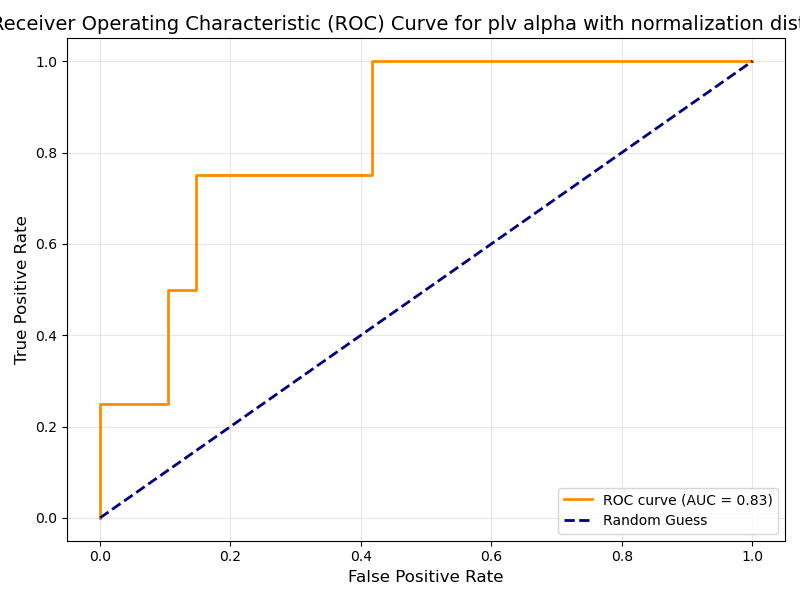 Receiver Operating Characteristic (ROC) Curve for plv alpha with normalization dist
1.0
0.8
0.6
0.4
0.2
0.0
True Positive Rate
0.0 0.2 0.4 0.6 0.8 1.0
False Positive Rate
ROC curve (AUC = 0.83)
Random Guess